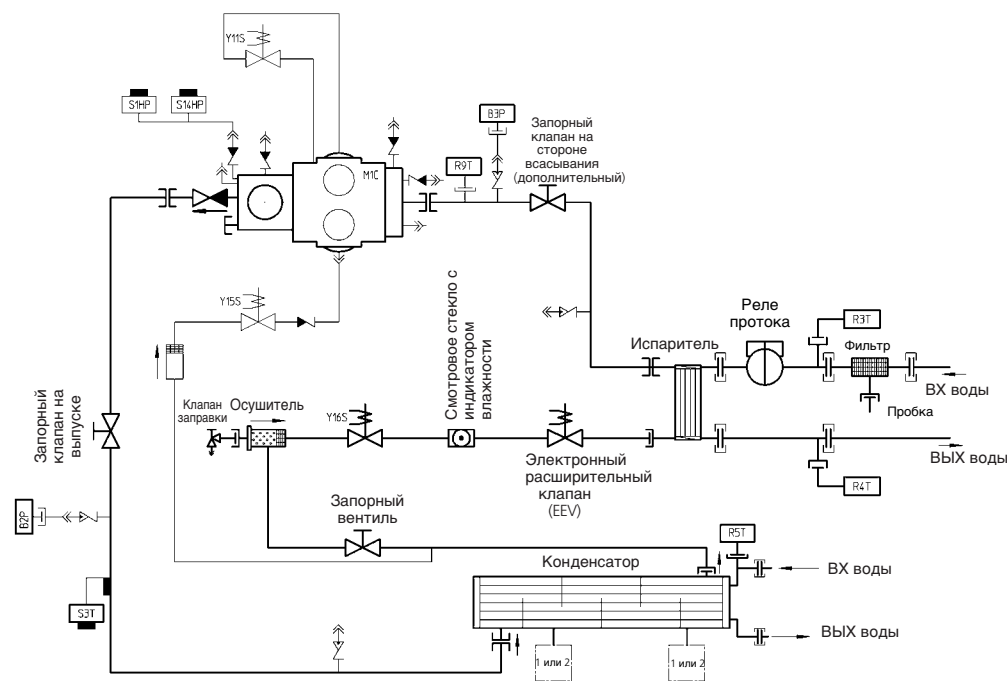 Y11S
S1HP
S14HP
B3P
Запорный
клапан на
стороне
всасывания
(дополнительный)
R9T
M1C
Y15S
Реле
протока
R3T
Испаритель
Фильтр
ВХ воды
Пробка
Запорный
клапан на
выпуске
Клапан
заправки
Осушитель
Y16S
Смотровое стекло с
индикатором
влажности
Электронный
расширительный
клапан
(EEV)
ВЫХ воды
R4T
Запорный
вентиль
B2P
R5T
Конденсатор
ВХ воды
S3T
ВЫХ воды
1 или 2
1 или 2